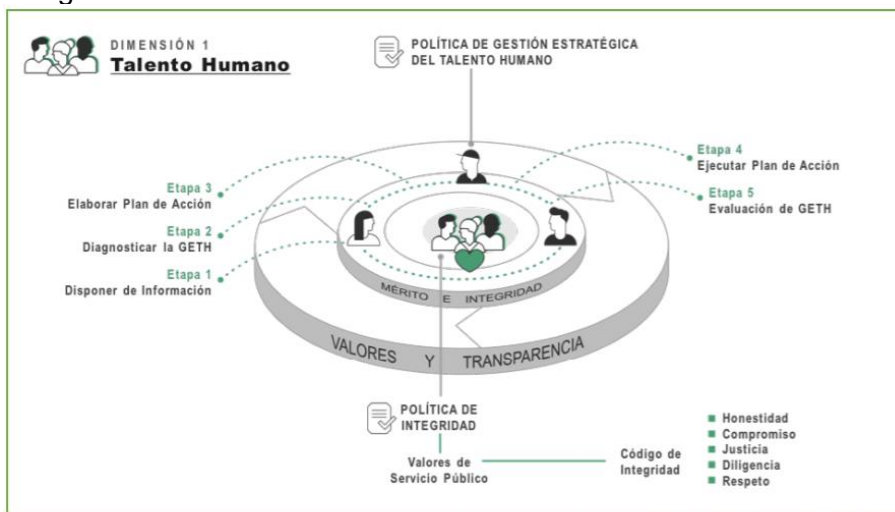 DIMENSIÓN 1
Talento Humano
POLÍTICA DE GESTIÓN ESTRATÉGICA
DEL TALENTO HUMANO
Etapa 3
Elaborar Plan de Acción
Etapa 2
Diagnosticar la GETH
Etapa 1
Disponer de Información
Etapa 4
Ejecutar Plan de Acción
Etapa 5
Evaluación de GETH
MÉRITO E INTEGRIDAD
VALORES Y TRANSPARENCIA
POLÍTICA DE
INTEGRIDAD
Valores de
Servicio Público
Código de
Integridad
Honestidad
Compromiso
Justicia
Diligencia
Respeto